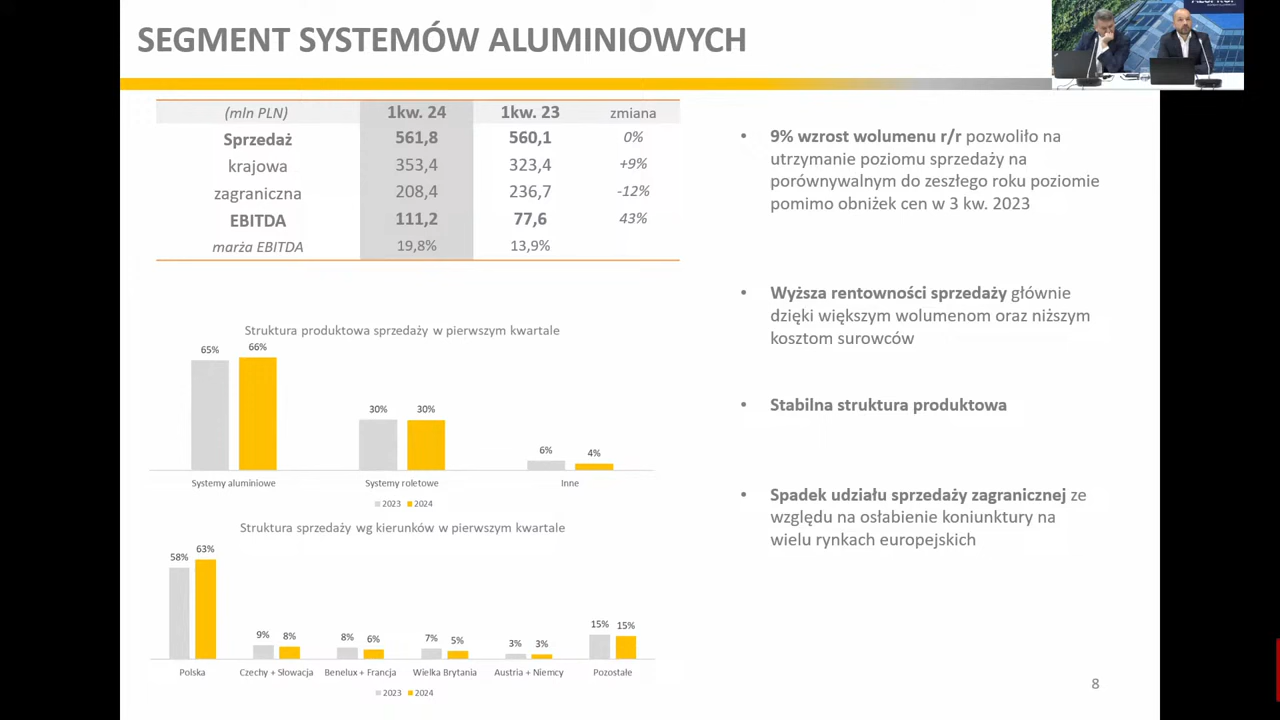 SEGMENT SYSTEMÓW ALUMINIOWYCH
(mln PLN) 1kw. 24 1kw. 23 zmiana
Sprzedaż 561,8 560,1 0%
krajowa 353,4 323,4 +9%
zagraniczna 208,4 236,7 -12%
EBITDA 111,2 77,6 43%
marża EBITDA 19,8% 13,9%
• 9% wzrost wolumenu r/r pozwoliło na
utrzymanie poziomu sprzedaży na
porównywalnym do zeszłego roku poziomie
pomimo obniżek cen w 3 kw. 2023
• Wyższa rentowności sprzedaży głównie
dzięki większym wolumenom oraz niższym
kosztom surowców
• Stabilna struktura produktowa
• Spadek udziału sprzedaży zagranicznej ze
względu na osłabienie koniunktury na
wielu rynkach europejskich
Struktura produktowa sprzedaży w pierwszym kwartale
65% 66% 30% 30% 6% 4%
Systemy aluminiowe Systemy roletowe Inne
2023 2024
Struktura sprzedaży wg kierunków w pierwszym kwartale
58% 63% 9% 8% 8% 6% 7% 5% 3% 3% 15% 15%
Polska Czechy + Słowacja Benelux + Francja Wielka Brytania Austria + Niemcy Pozostałe
2023 2024
8